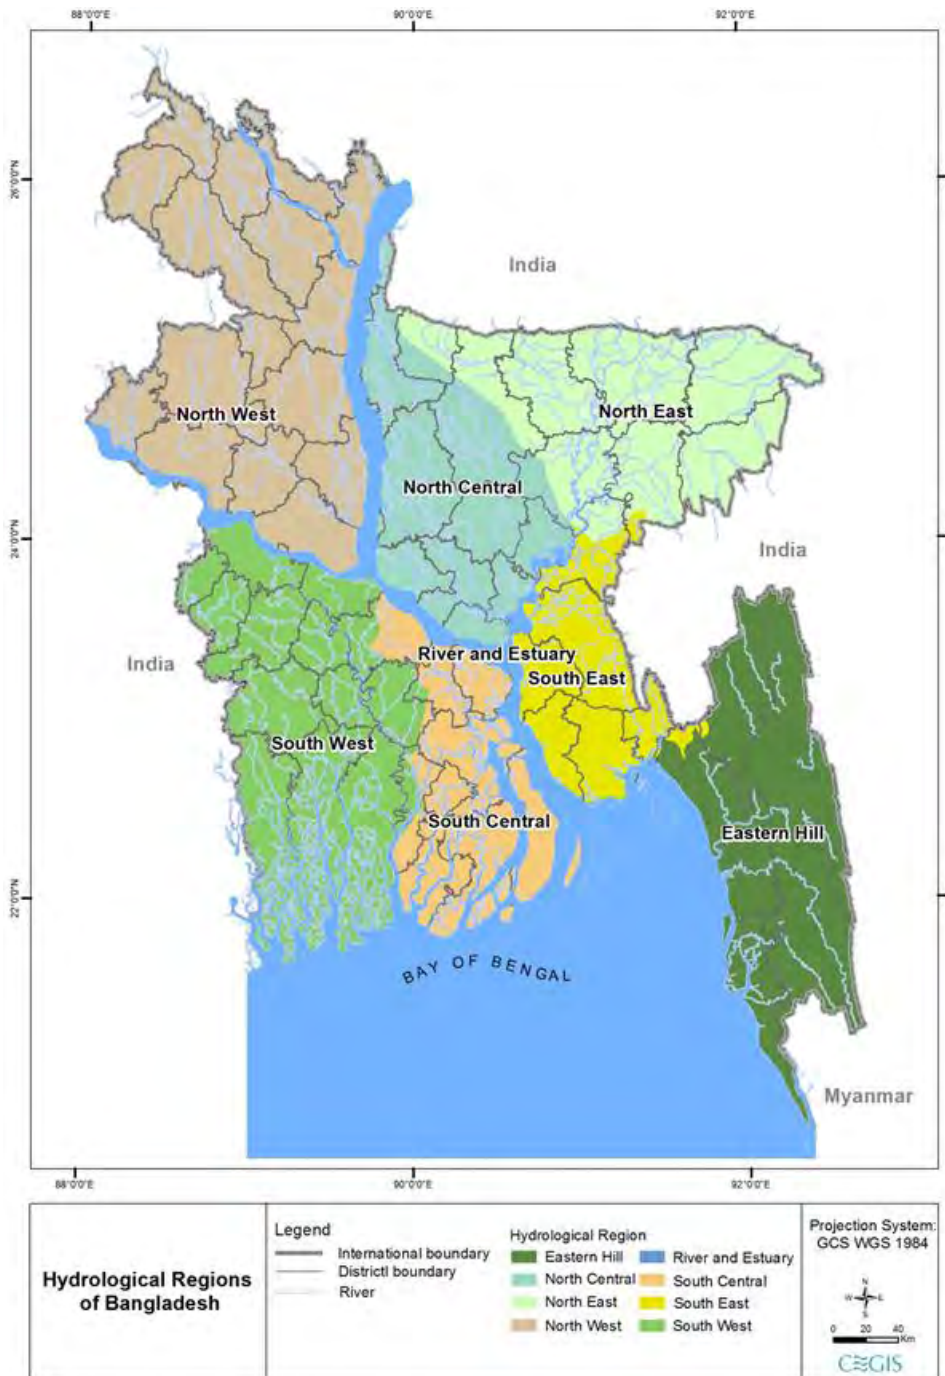 88°0'0"E 90°0'0"E 92°0'0"E
26°0'0"N
India
North West
North East
North Central
24°0'0"N
India
India
River and Estuary
South East
South West
South Central
Eastern Hill
22°0'0"N
BAY OF BENGAL
Myanmar
88°0'0"E 90°0'0"E 92°0'0"E
Hydrological Regions
of Bangladesh
Legend
International boundary
Districtl boundary
River
Hydrological Region
Eastern Hill
North Central
North East
North West
River and Estuary
South Central
South East
South West
Projection System:
GCS WGS 1984
N
W E
S
0 20 40
Km
CEGIS